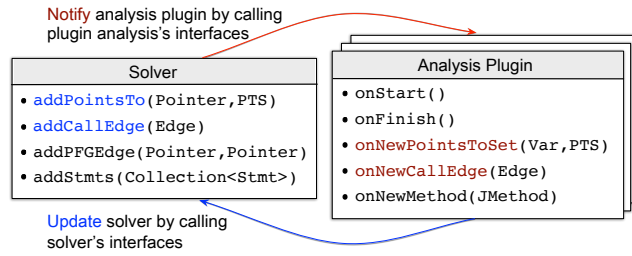 Notify analysis plugin by calling
plugin analysis's interfaces
Solver
• addPointsTo(Pointer,PTS)
• addCallEdge(Edge)
• addPFGEdge(Pointer,Pointer)
• addStmts(Collection<Stmt>)
Analysis Plugin
• onStart()
• onFinish()
• onNewPointsToSet(Var,PTS)
• onNewCallEdge(Edge)
• onNewMethod(JMethod)
Update solver by calling
solver's interfaces